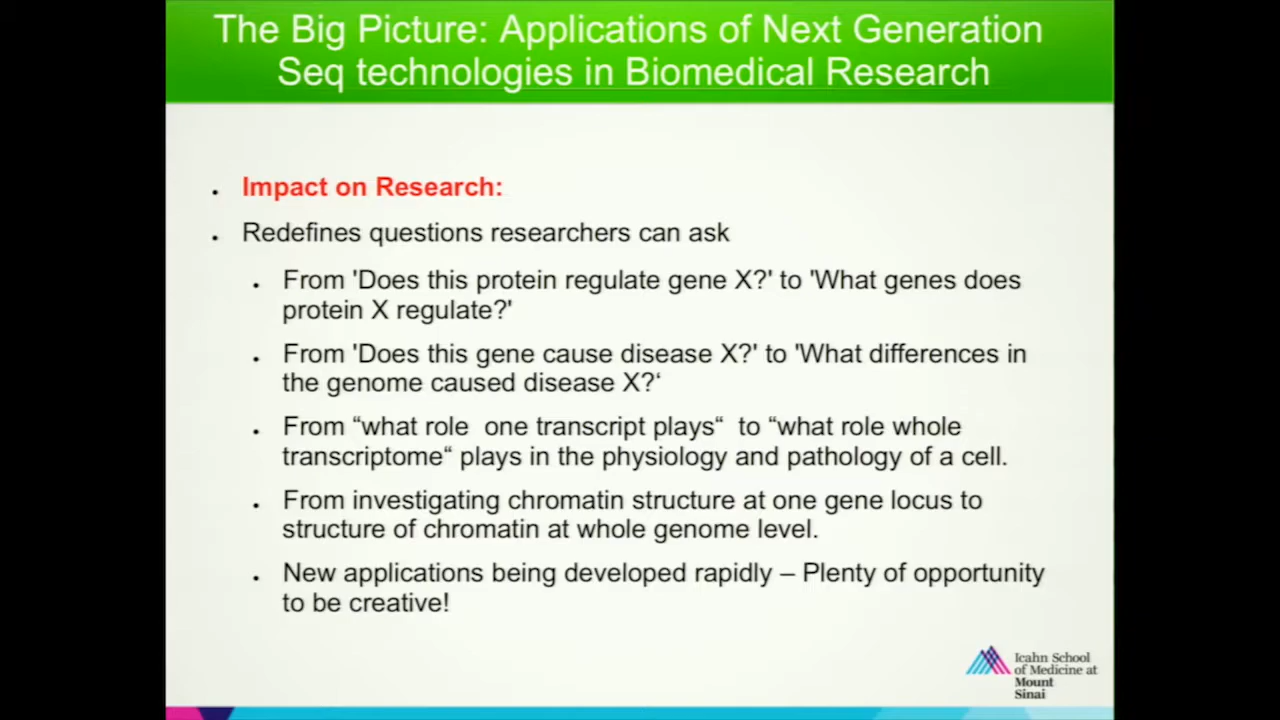 The Big Picture: Applications of Next Generation
Seq technologies in Biomedical Research
Impact on Research:
Redefines questions researchers can ask
From 'Does this protein regulate gene X?' to 'What genes does
protein X regulate?'
From 'Does this gene cause disease X?' to 'What differences in
the genome caused disease X?‘
From “what role one transcript plays“ to “what role whole
transcriptome“ plays in the physiology and pathology of a cell.
From investigating chromatin structure at one gene locus to
structure of chromatin at whole genome level.
New applications being developed rapidly – Plenty of opportunity
to be creative!
Icahn School
of Medicine at
Mount
Sinai